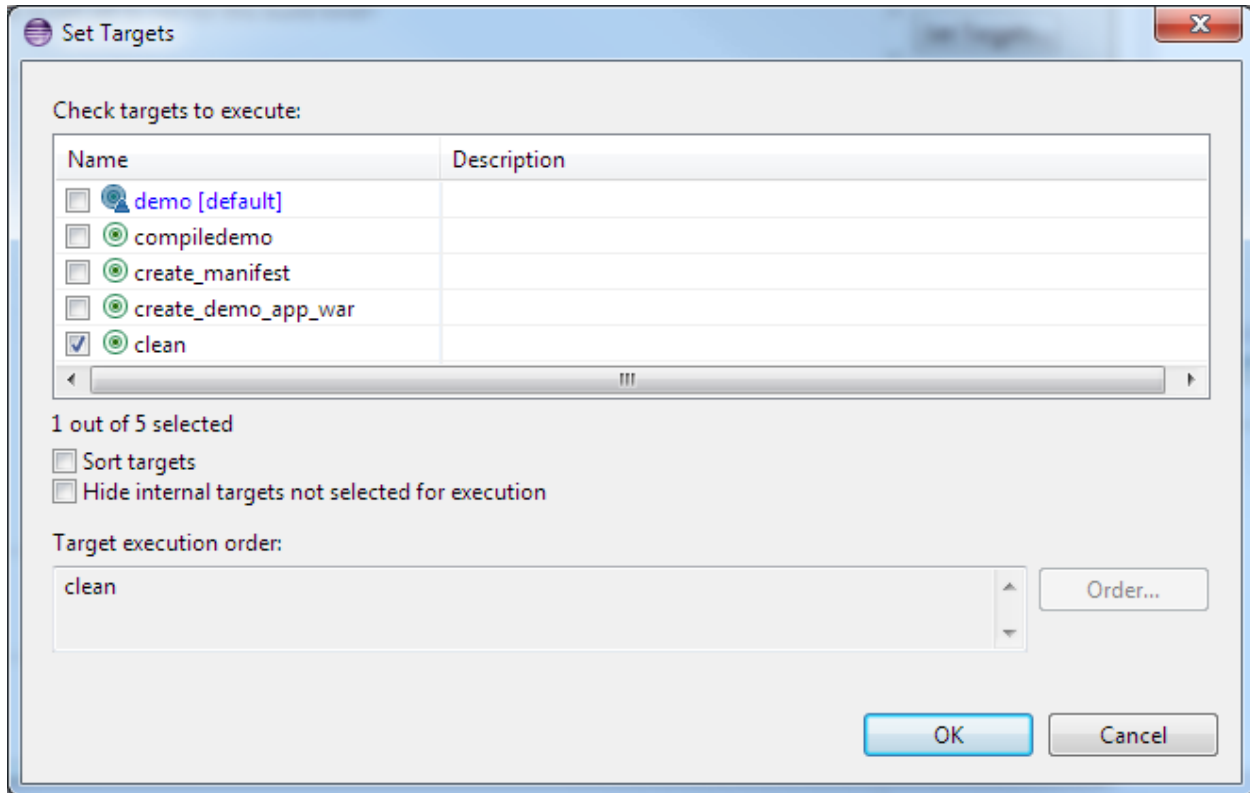 Set Targets
Check targets to execute:
Name Description
demo [default]
compiledemo
create_manifest
create_demo_app_war
clean
1 out of 5 selected
Sort targets
Hide internal targets not selected for execution
Target execution order:
clean
Order...
OK Cancel